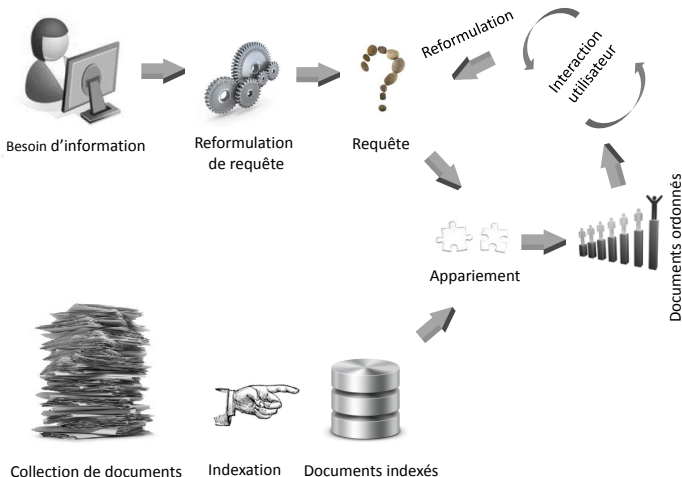 Reformulation
Interaction
utilisateur
Besoin d'information
Reformulation
de requête
Requête
Documents ordonnés
Appariement
Collection de documents
Indexation
Documents indexés